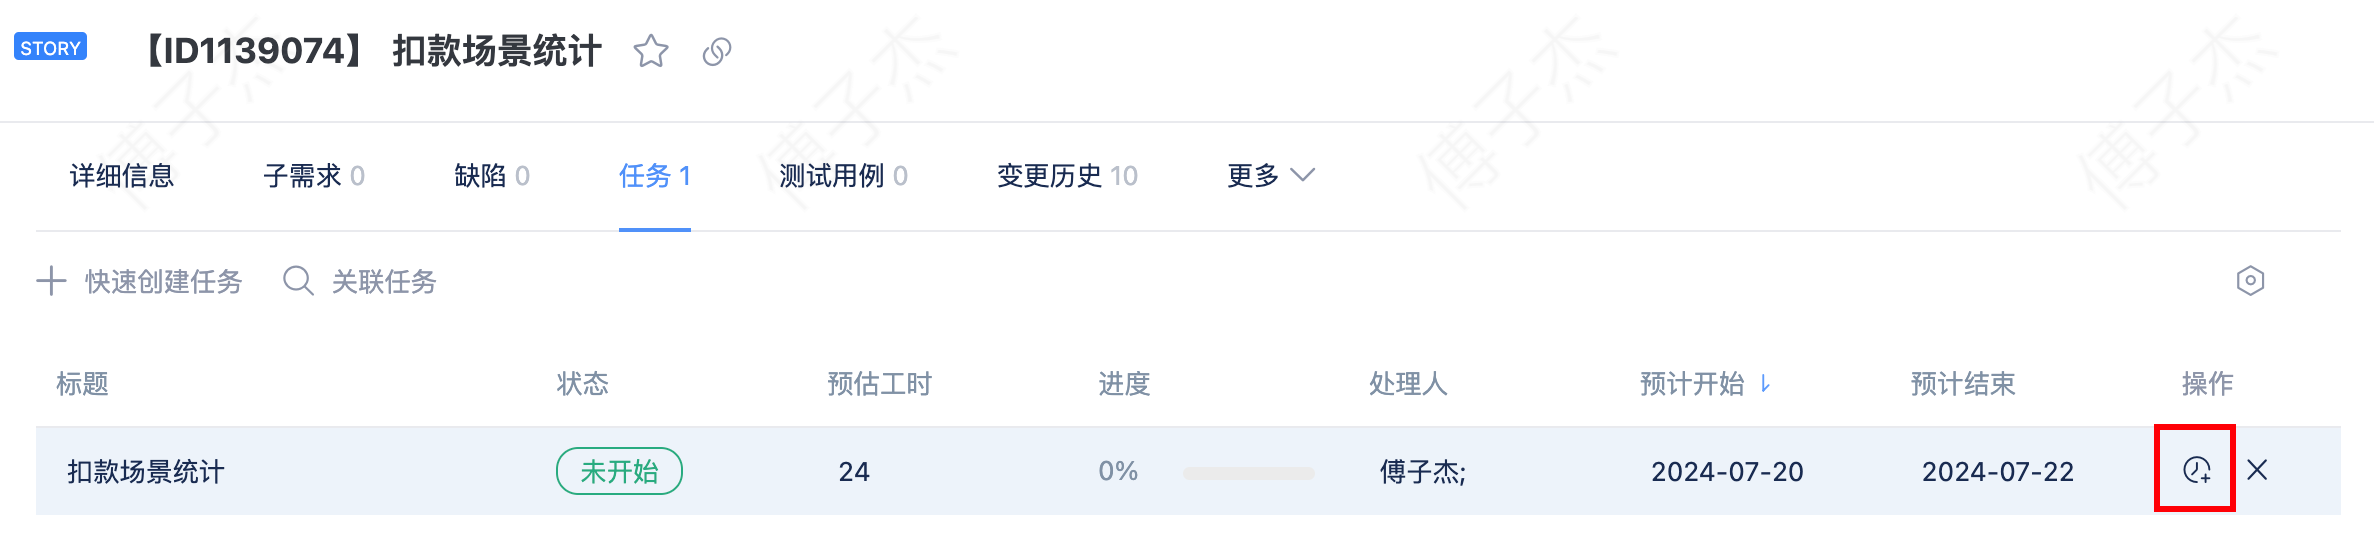 STORY 【ID1139074】 扣款场景统计
详细信息 子需求 0 缺陷 0 任务 1 测试用例 0 变更历史 10 更多
快速创建任务 关联任务
标题 状态 预估工时 进度 处理人 预计开始 预计结束 操作
扣款场景统计 未开始 24 0% 傅子杰; 2024-07-20 2024-07-22
傅子杰 傅子杰 傅子杰 傅子杰